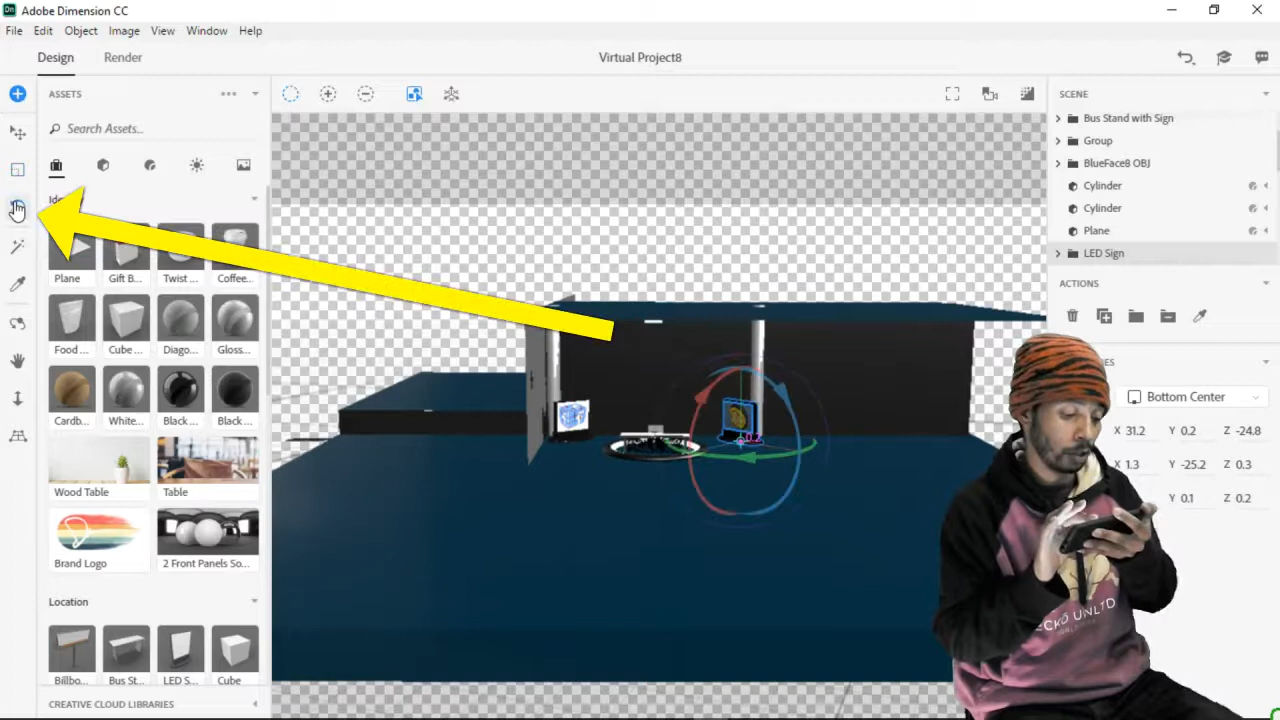 Adobe Dimension CC
File Edit Object Image View Window Help
Design Render Virtual Project8
ASSETS
Search Assets...
Plane Gift B... Twist ... Coffee...
Food ... Cube ... Diago... Gloss...
Cardb... White... Black ... Black ...
Wood Table Table
Brand Logo 2 Front Panels So...
Location
Billbo... Bus St... LED S... Cube
CREATIVE CLOUD LIBRARIES
SCENE
Bus Stand with Sign
Group
BlueFace8 OBJ
Cylinder
Cylinder
Plane
LED Sign
ACTIONS
Bottom Center
X 31.2 Y 0.2 Z -24.8
X 1.3 Y -25.2 Z 0.3
Y 0.1 Z 0.2
ECKŌ UNLTD